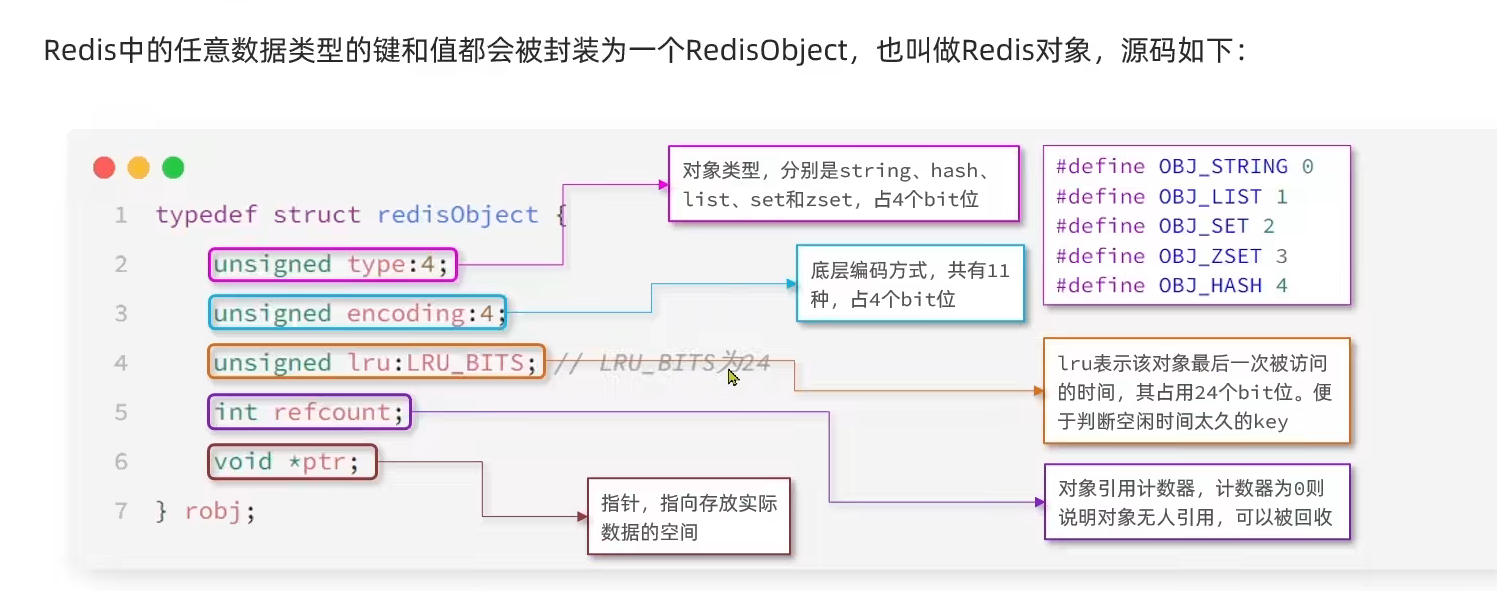 Redis中的任意数据类型的键和值都会被封装为一个RedisObject，也叫做Redis对象，源码如下：
1 typedef struct redisObject {
2 unsigned type:4;
3 unsigned encoding:4;
4 unsigned lru:LRU_BITS; // LRU_BITS为24
5 int refcount;
6 void *ptr;
7 } robj;
对象类型，分别是string、hash、
list、set和zset，占4个bit位
#define OBJ_STRING 0
#define OBJ_LIST 1
#define OBJ_SET 2
#define OBJ_ZSET 3
#define OBJ_HASH 4
底层编码方式，共有11
种，占4个bit位
lru表示该对象最后一次被访问
的时间，其占用24个bit位。便
于判断空闲时间太久的key
对象引用计数器，计数器为0则
说明对象无人引用，可以被回收
指针，指向存放实际
数据的空间